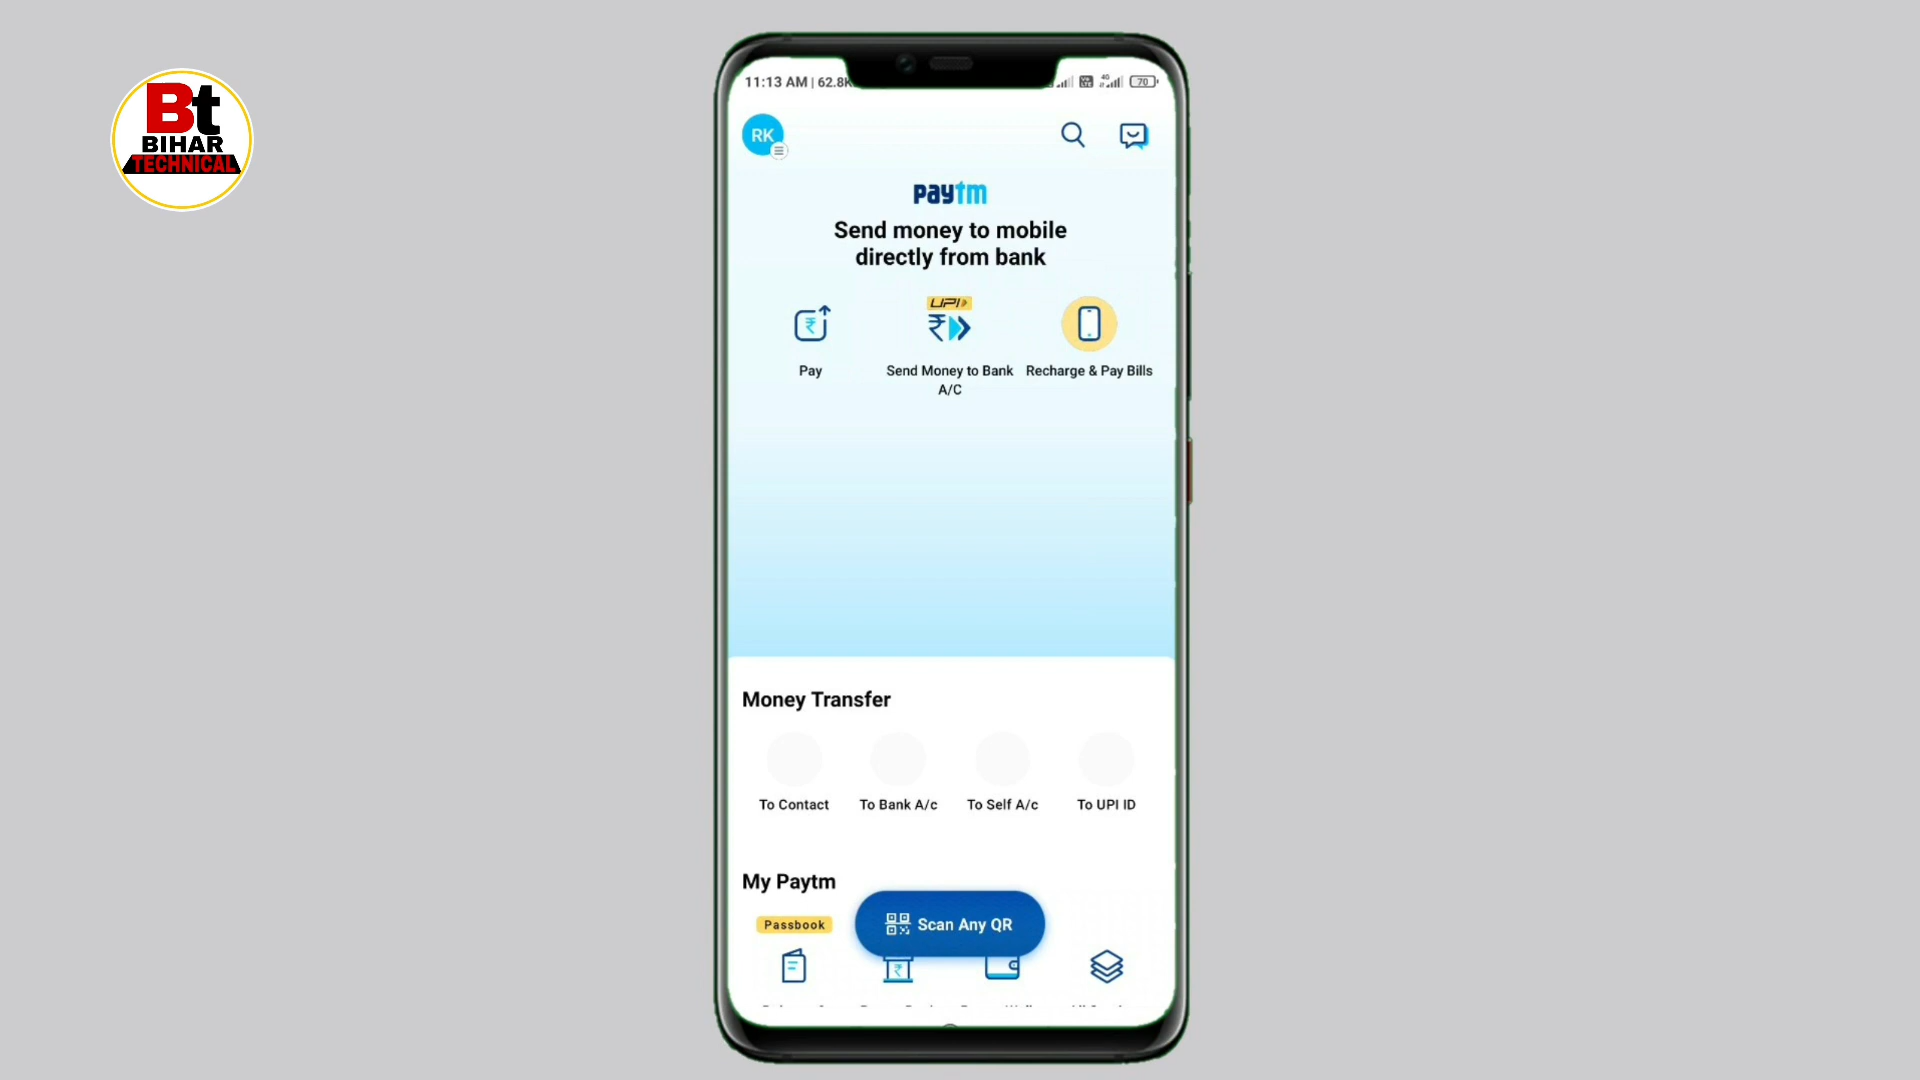 Bt
BIHAR
TECHNICAL
11:13 AM | 62.8K
4G
70
RK
paytm
Send money to mobile
directly from bank
UPI
Pay
Send Money to Bank
A/C
Recharge & Pay Bills
Money Transfer
To Contact
To Bank A/c
To Self A/c
To UPI ID
My Paytm
Passbook
Scan Any QR